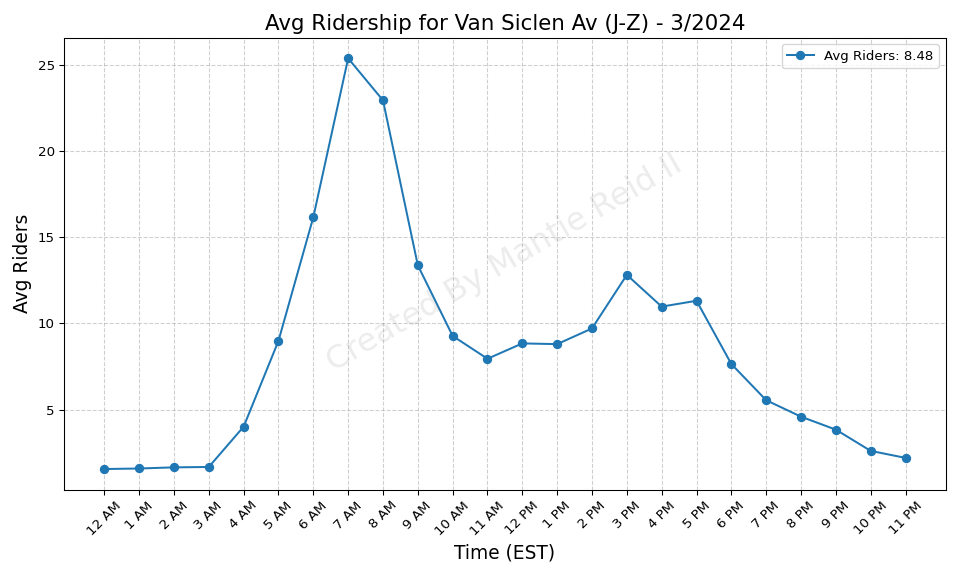 Avg Ridership for Van Siclen Av (J-Z) - 3/2024
Avg Riders: 8.48
25
20
15
10
5
Avg Riders
Created By Mantie Reid II
12 AM
1 AM
2 AM
3 AM
4 AM
5 AM
6 AM
7 AM
8 AM
9 AM
10 AM
11 AM
12 PM
1 PM
2 PM
3 PM
4 PM
5 PM
6 PM
7 PM
8 PM
9 PM
10 PM
11 PM
Time (EST)